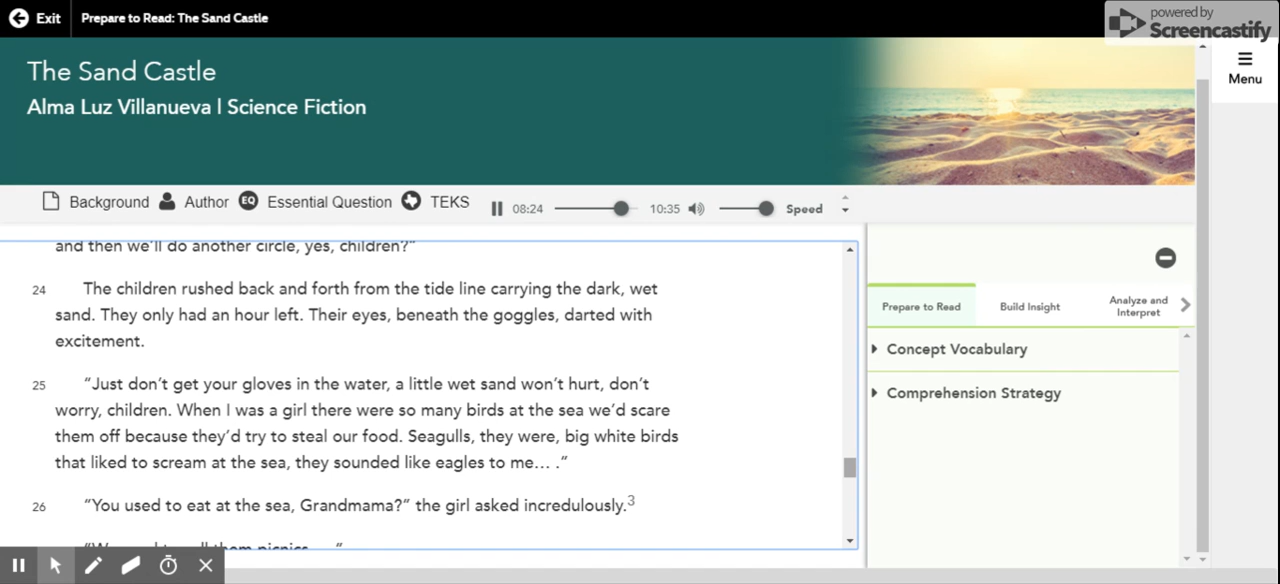 Exit
Prepare to Read: The Sand Castle
powered by
Screencastify
Menu
The Sand Castle
Alma Luz Villanueva | Science Fiction
Background
Author
EQ
Essential Question
TEKS
08:24
10:35
Speed
and then we'll do another circle, yes, children?"
24 The children rushed back and forth from the tide line carrying the dark, wet
sand. They only had an hour left. Their eyes, beneath the goggles, darted with
excitement.
25 "Just don't get your gloves in the water, a little wet sand won't hurt, don't
worry, children. When I was a girl there were so many birds at the sea we'd scare
them off because they'd try to steal our food. Seagulls, they were, big white birds
that liked to scream at the sea, they sounded like eagles to me… ."
26 "You used to eat at the sea, Grandmama?" the girl asked incredulously.3
Prepare to Read
Build Insight
Analyze and
Interpret
Concept Vocabulary
Comprehension Strategy